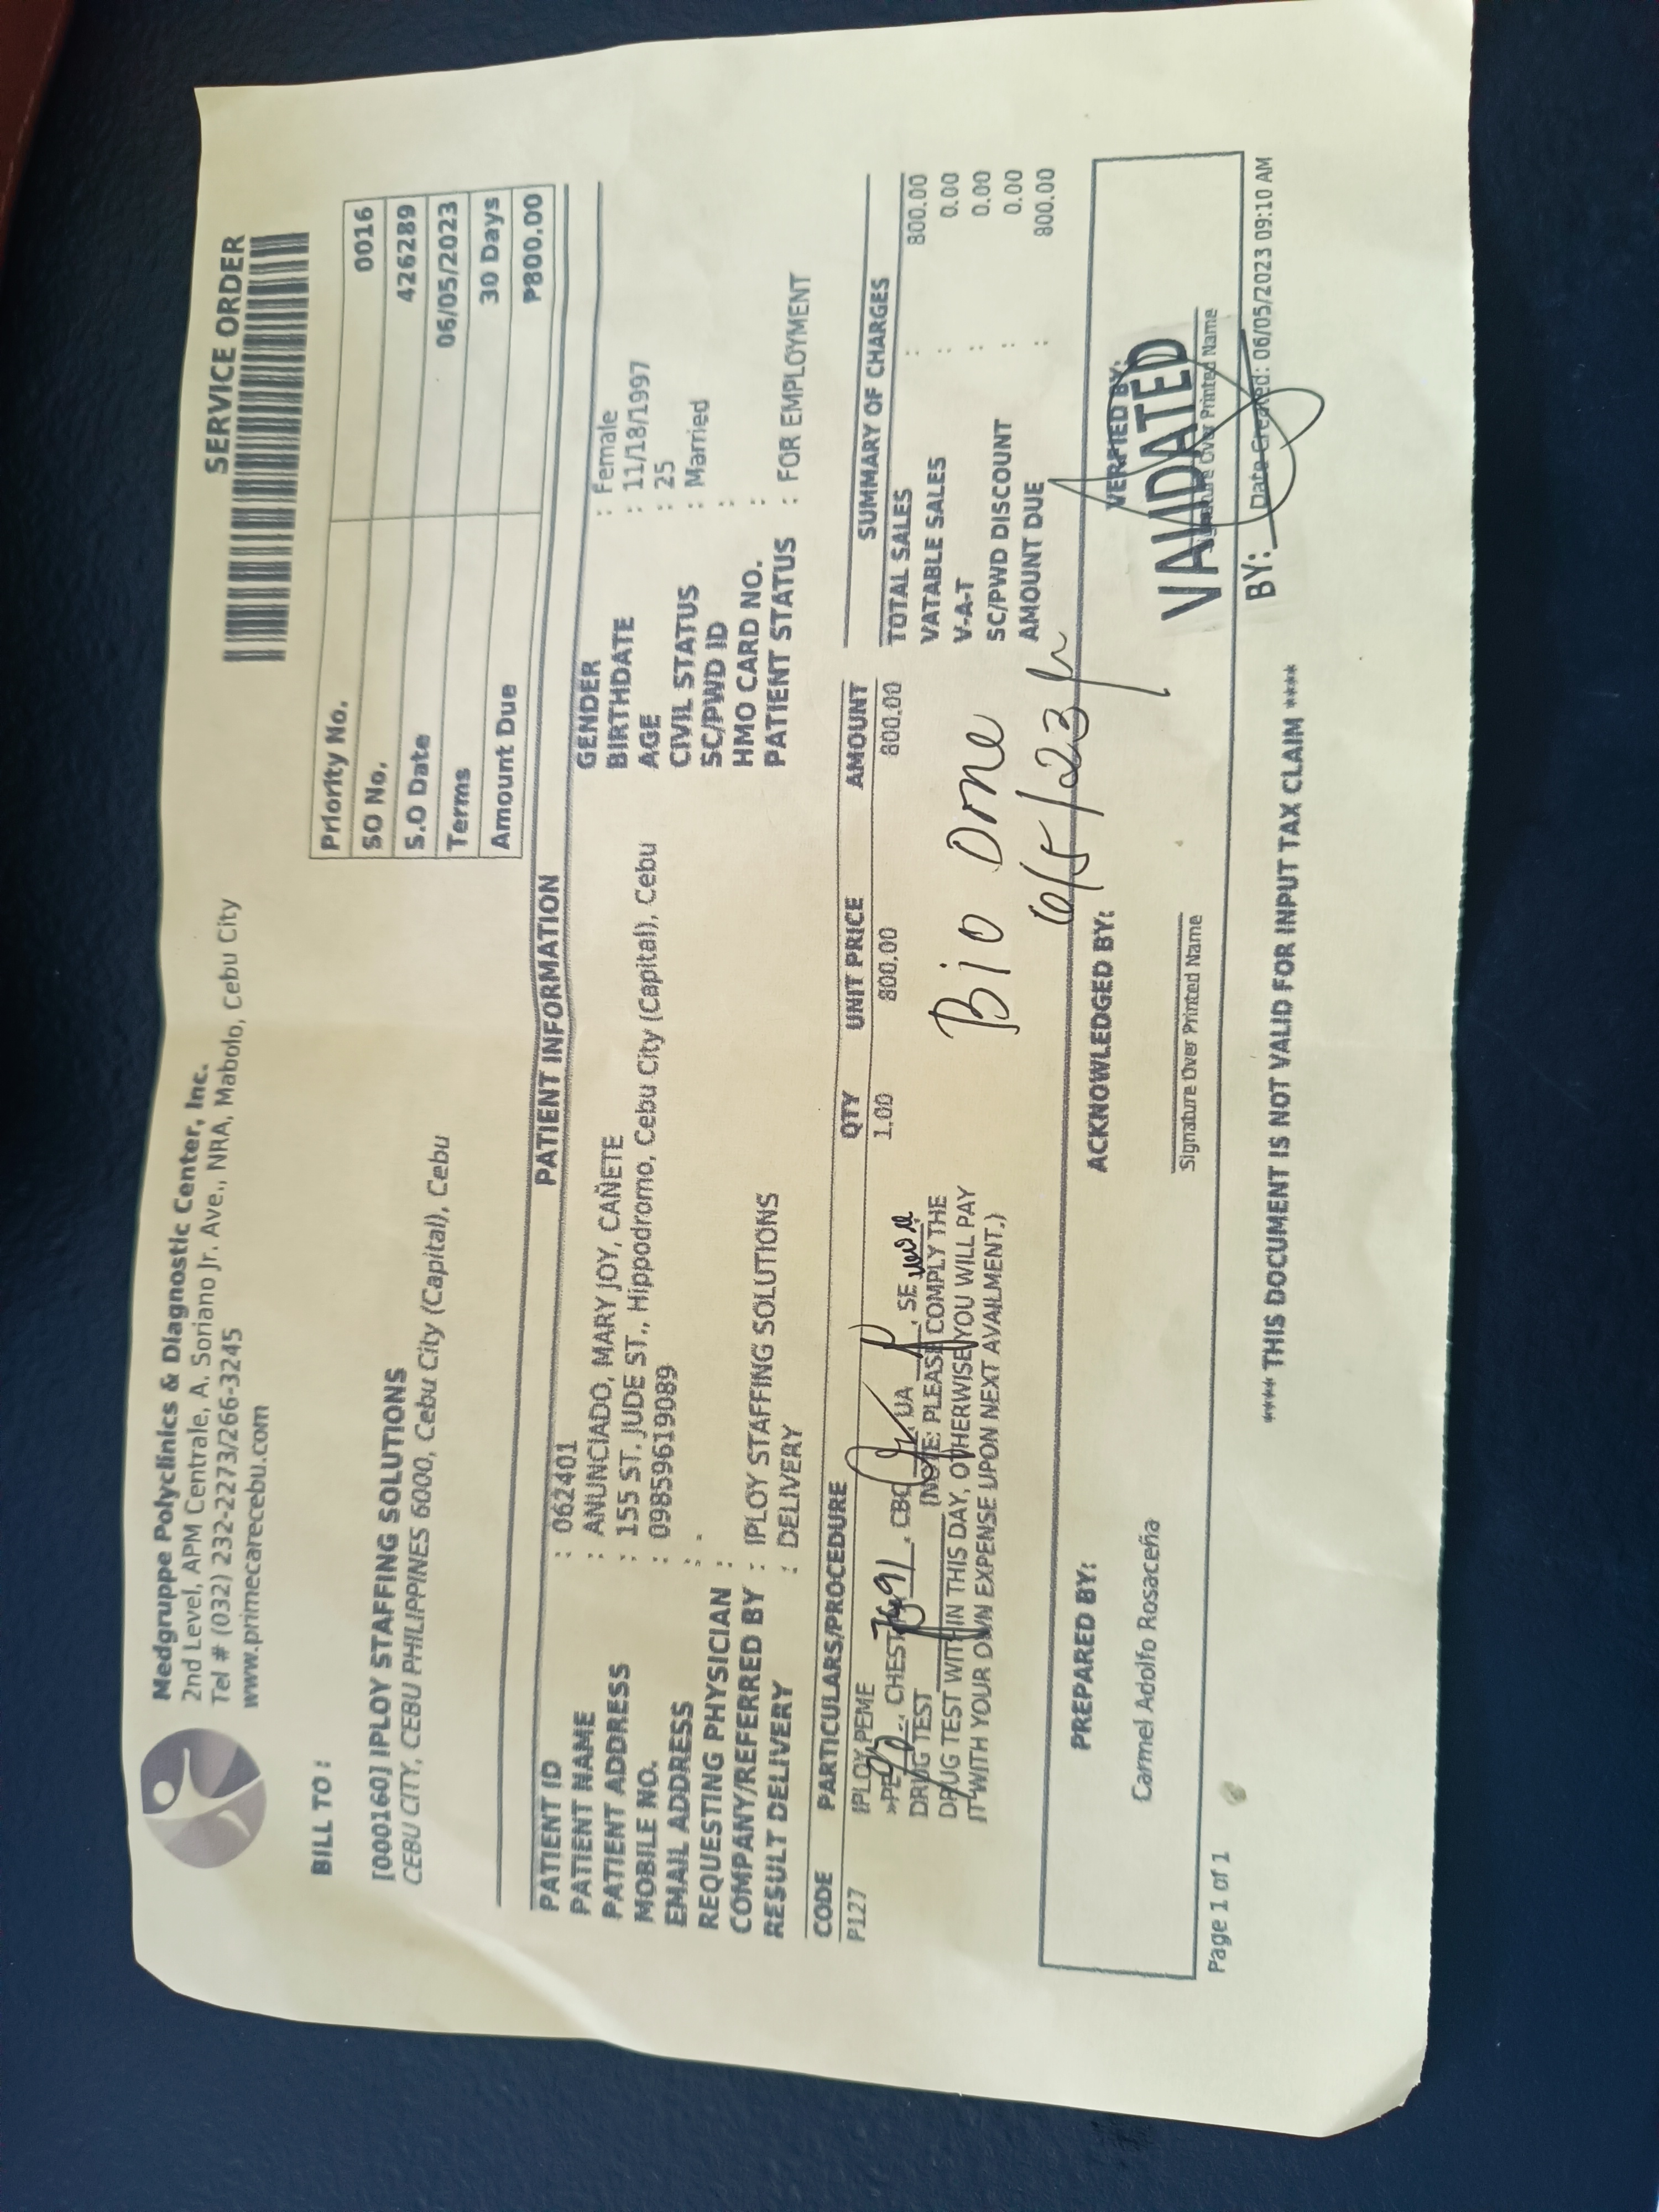 Medgruppe Polyclinics & Diagnostic Center, Inc.
2nd Level, APM Centrale, A. Soriano Jr. Ave., NRA, Mabolo, Cebu City
Tel # (032) 232-2273/266-3245
www.primecarecebu.com
SERVICE ORDER
BILL TO :
[000160] IPLOY STAFFING SOLUTIONS
CEBU CITY, CEBU PHILIPPINES 6000, Cebu City (Capital), Cebu
Priority No. 0016
SO No. 426289
S.O Date 06/05/2023
Terms 30 Days
Amount Due ₱800.00
PATIENT INFORMATION
PATIENT ID : 062401
PATIENT NAME : ANUNCIADO, MARY JOY, CAÑETE
PATIENT ADDRESS : 155 ST. JUDE ST., Hippodromo, Cebu City (Capital), Cebu
MOBILE NO. : 09859619089
EMAIL ADDRESS : .
REQUESTING PHYSICIAN :
COMPANY/REFERRED BY : IPLOY STAFFING SOLUTIONS
RESULT DELIVERY : DELIVERY
GENDER : Female
BIRTHDATE : 11/18/1997
AGE : 25
CIVIL STATUS : Married
SC/PWD ID :
HMO CARD NO. :
PATIENT STATUS : FOR EMPLOYMENT
CODE PARTICULARS/PROCEDURE QTY UNIT PRICE AMOUNT
P127 IPLOY PEME 1.00 800.00 800.00
CHEST CBC UA SE
DRUG TEST [NOTE: PLEASE COMPLY THE
DRUG TEST WITHIN THIS DAY, OTHERWISE YOU WILL PAY
IT WITH YOUR OWN EXPENSE UPON NEXT AVAILMENT.)
Bio Done
6/5/23
SUMMARY OF CHARGES
TOTAL SALES : 800.00
VATABLE SALES : 0.00
V-A-T : 0.00
SC/PWD DISCOUNT : 0.00
AMOUNT DUE : 800.00
PREPARED BY:
Carmel Adolfo Rosaceña
ACKNOWLEDGED BY:
Signature Over Printed Name
VERIFIED BY:
VALIDATED
Signature Over Printed Name
BY:
Page 1 of 1
Date Created: 06/05/2023 09:10 AM
**** THIS DOCUMENT IS NOT VALID FOR INPUT TAX CLAIM ****